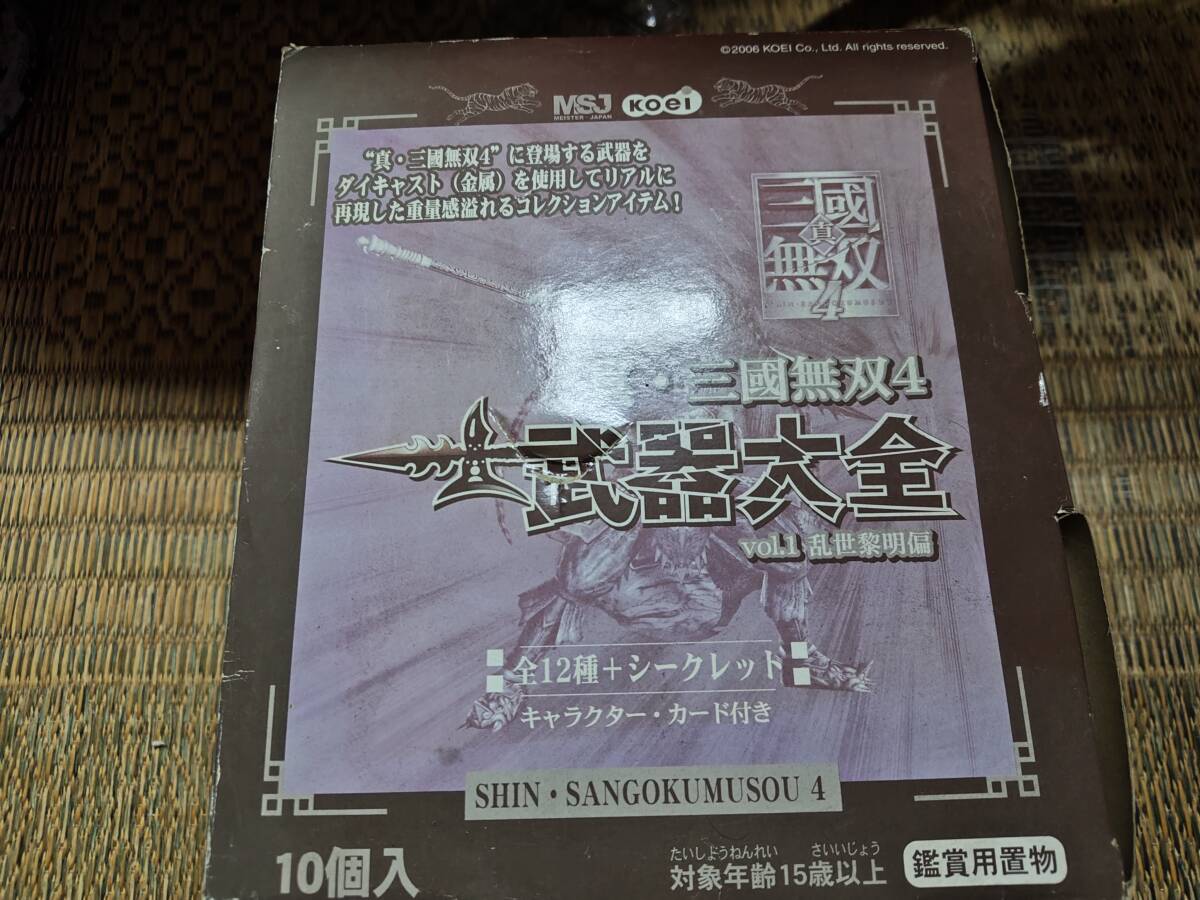 ©2006 KOEI Co., Ltd. All rights reserved.
MSJ
MEISTER・JAPAN
KOEI
“真・三國無双4”に登場する武器を
ダイキャスト（金属）を使用してリアルに
再現した重量感溢れるコレクションアイテム！
三國
真
無双
4
・三國無双4
武器大全
vol.1 乱世黎明偏
全12種＋シークレット
キャラクター・カード付き
SHIN・SANGOKUMUSOU 4
10個入
たいしようねんれい さいいじょう
対象年齢15歳以上
鑑賞用置物